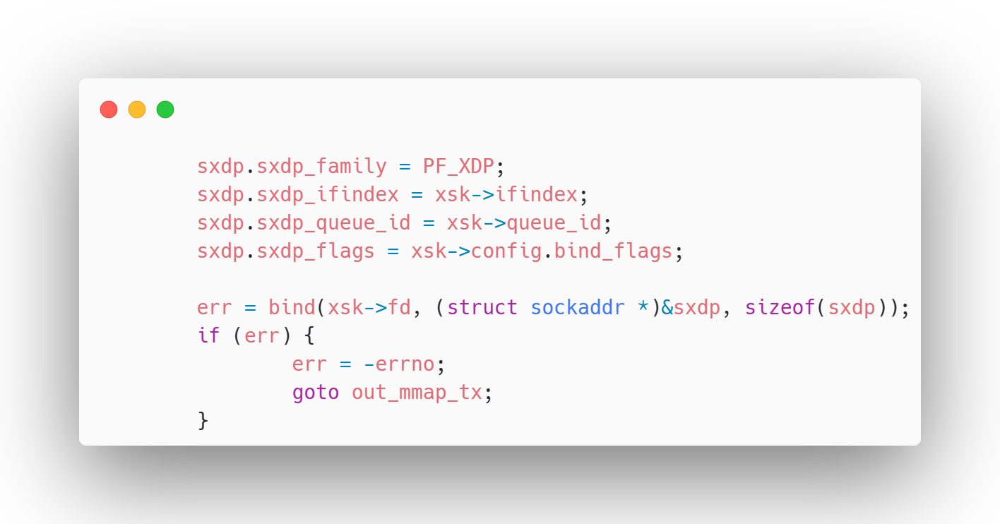 sxdp.sxdp_family = PF_XDP;
sxdp.sxdp_ifindex = xsk->ifindex;
sxdp.sxdp_queue_id = xsk->queue_id;
sxdp.sxdp_flags = xsk->config.bind_flags;
err = bind(xsk->fd, (struct sockaddr *)&sxdp, sizeof(sxdp));
if (err) {
err = -errno;
goto out_mmap_tx;
}